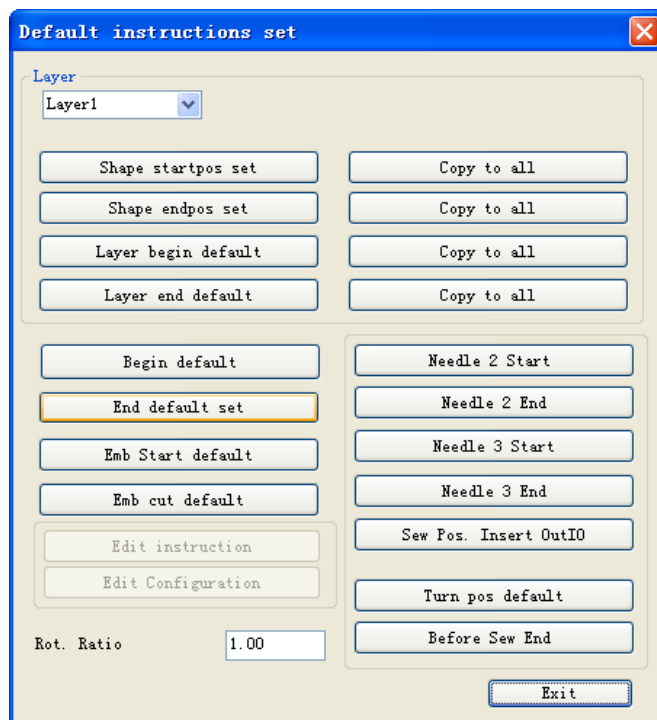 Default instructions set
Layer
Layer1
Shape startpos set Copy to all
Shape endpos set Copy to all
Layer begin default Copy to all
Layer end default Copy to all
Begin default
End default set
Emb Start default
Emb cut default
Edit instruction
Edit Configuration
Rot. Ratio 1.00
Needle 2 Start
Needle 2 End
Needle 3 Start
Needle 3 End
Sew Pos. Insert OutIO
Turn pos default
Before Sew End
Exit